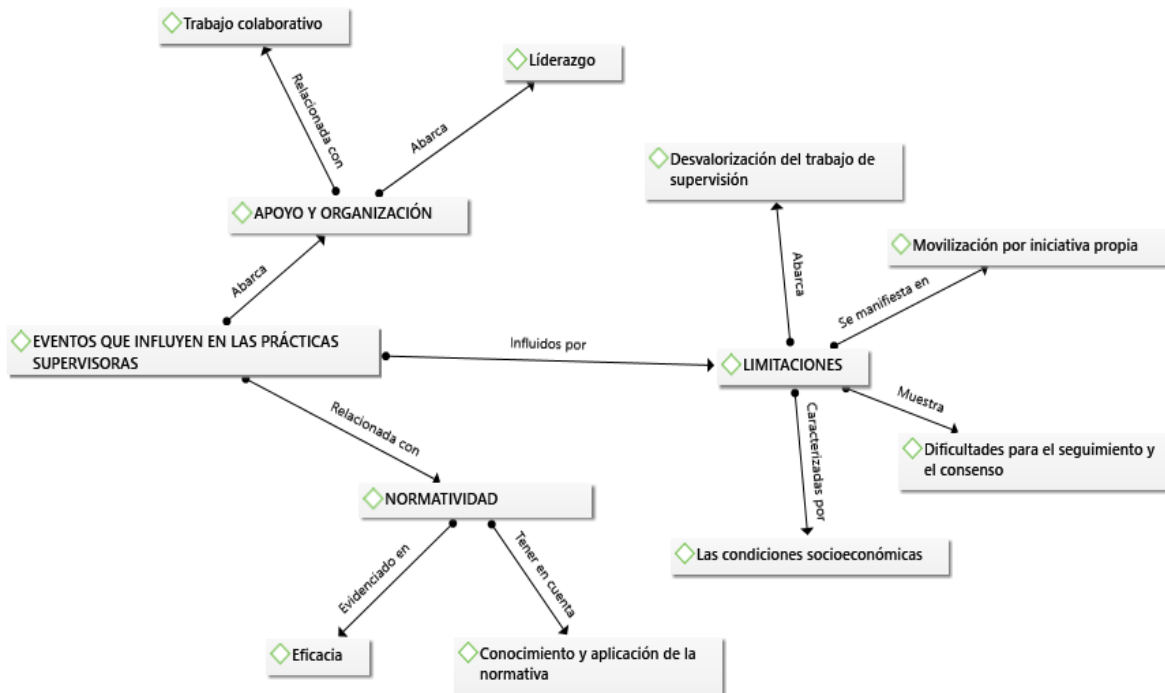 Trabajo colaborativo
Líderazgo
Relacionada con
Abarca
Desvalorización del trabajo de
supervisión
APOYO Y ORGANIZACIÓN
Movilización por iniciativa propia
Abarca
Abarca
Se manifiesta en
EVENTOS QUE INFLUYEN EN LAS PRÁCTICAS
SUPERVISORAS
Influidos por
LIMITACIONES
Muestra
Relacionada con
Caracterizadas por
Dificultades para el seguimiento y
el consenso
NORMATIVIDAD
Evidenciado en
Tener en cuenta
Las condiciones socioeconómicas
Eficacia
Conocimiento y aplicación de la
normativa